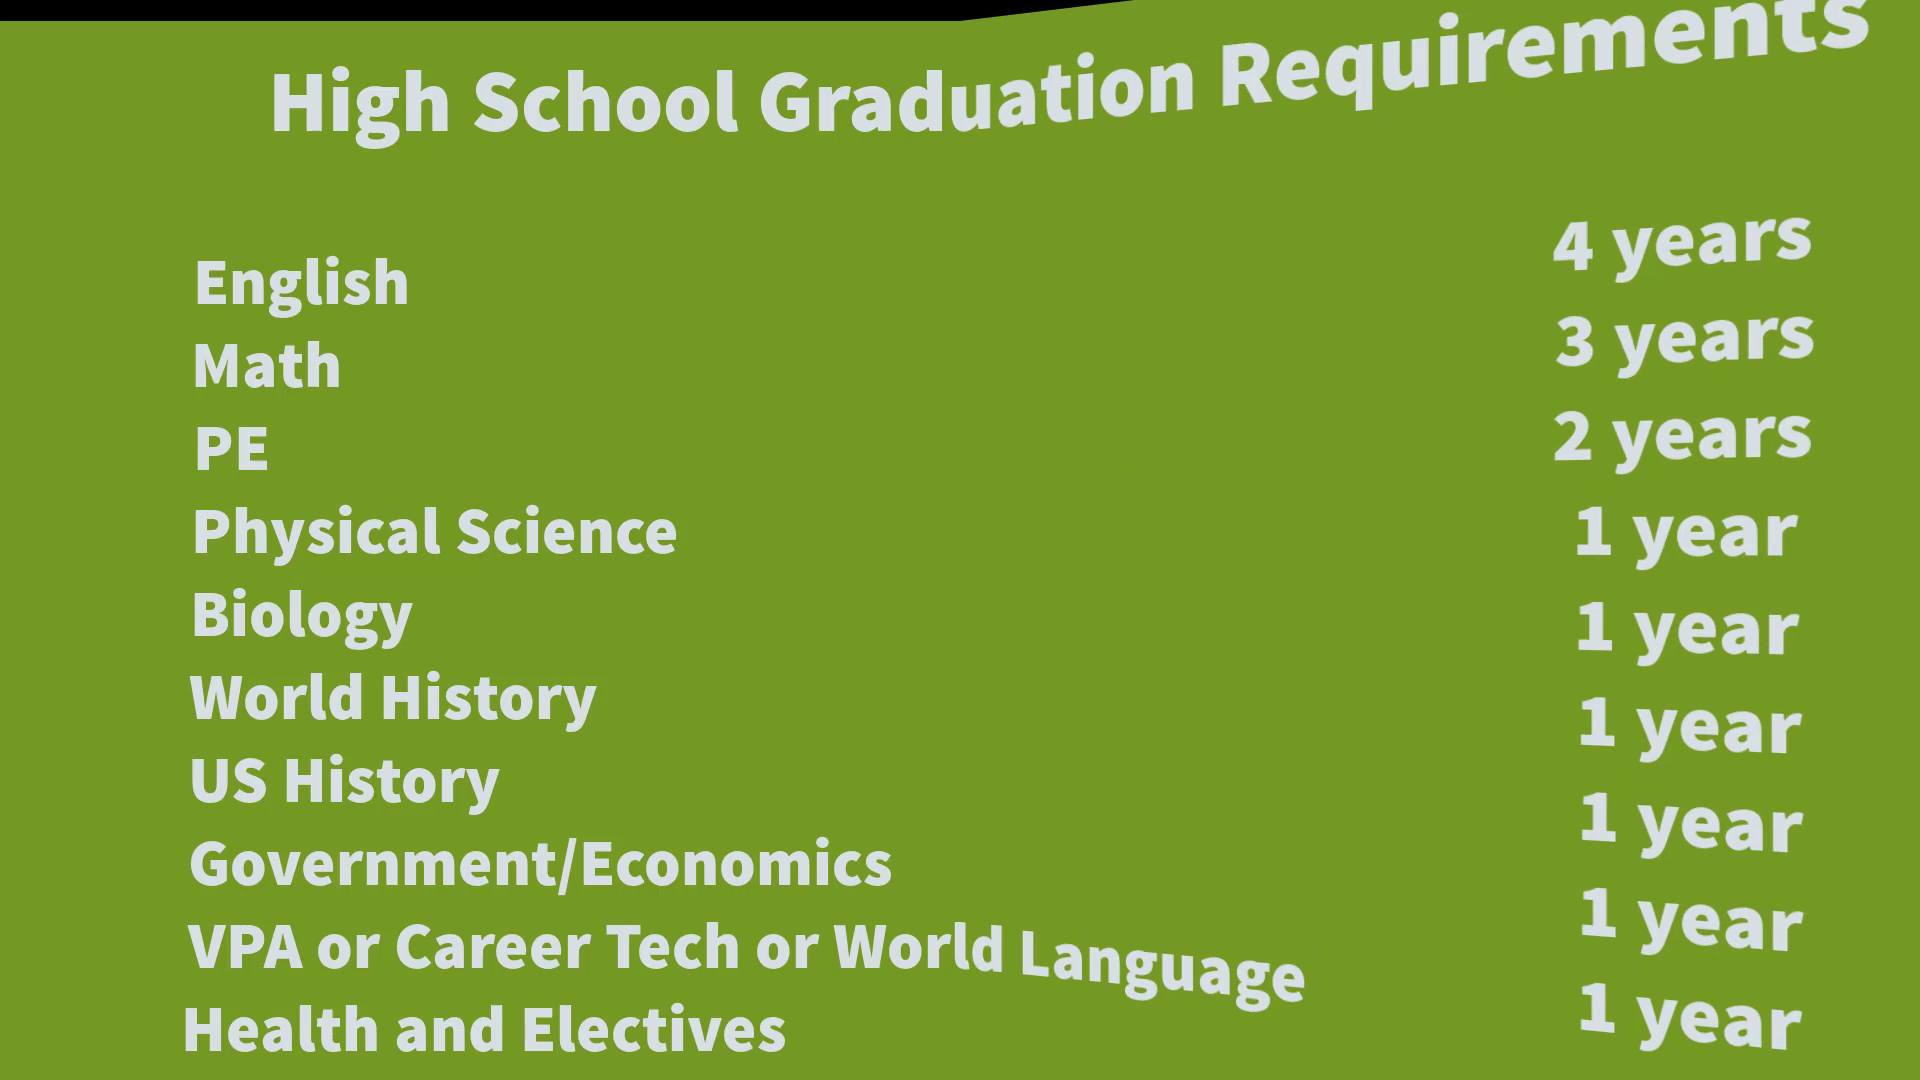 High School Graduation Requirements
English 4 years
Math 3 years
PE 2 years
Physical Science 1 year
Biology 1 year
World History 1 year
US History 1 year
Government/Economics 1 year
VPA or Career Tech or World Language 1 year
Health and Electives